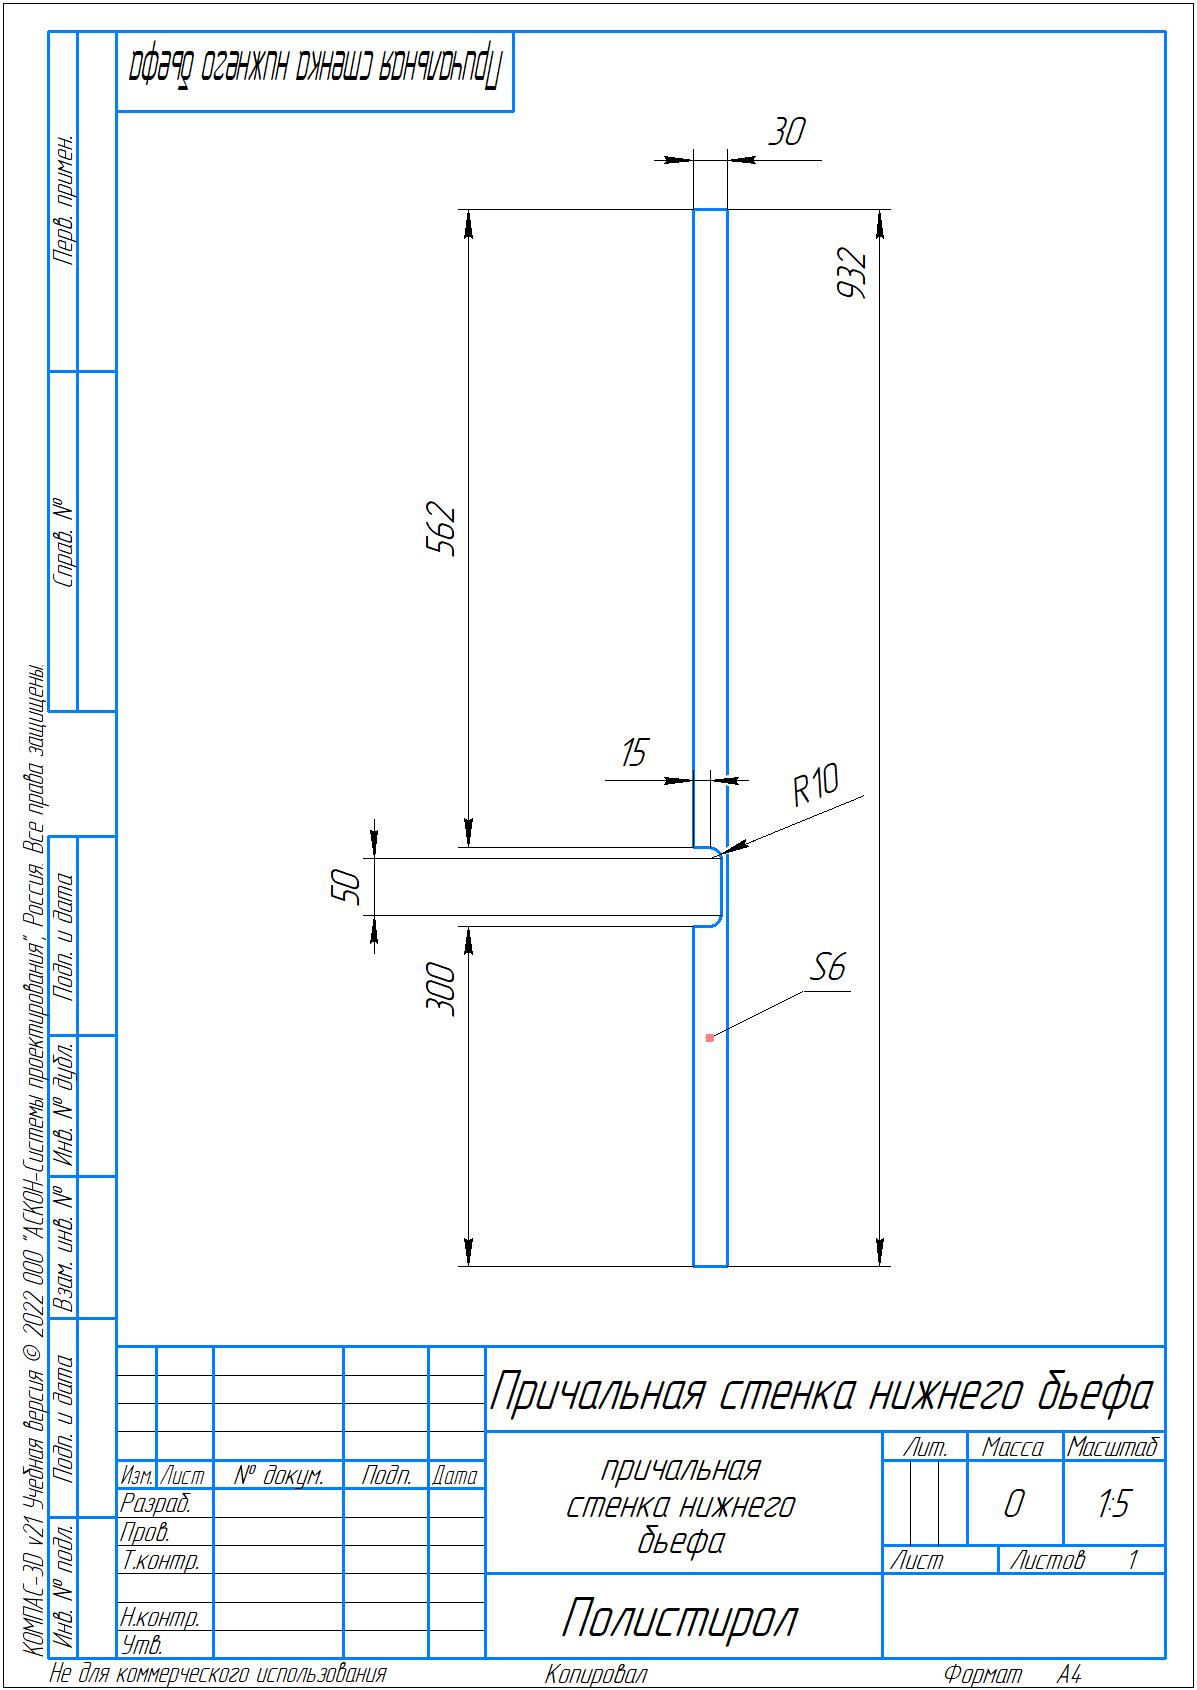 Причальная стенка нижнего бьефа
30
932
562
15
R10
50
300
S6
Перв. примен.
Справ. №
Подп. и дата
Инв. № дубл.
Взам. инв. №
Подп. и дата
Инв. № подл.
КОМПАС-3D v21 Учебная версия © 2022 ООО "АСКОН-Системы проектирования", Россия. Все права защищены.
Причальная стенка нижнего бьефа
Изм. Лист № докум. Подп. Дата
Разраб.
Пров.
Т.контр.
Н.контр.
Утв.
причальная
стенка нижнего
бьефа
Лит. Масса Масштаб
0 1:5
Лист Листов 1
Полистирол
Не для коммерческого использования Копировал Формат А4